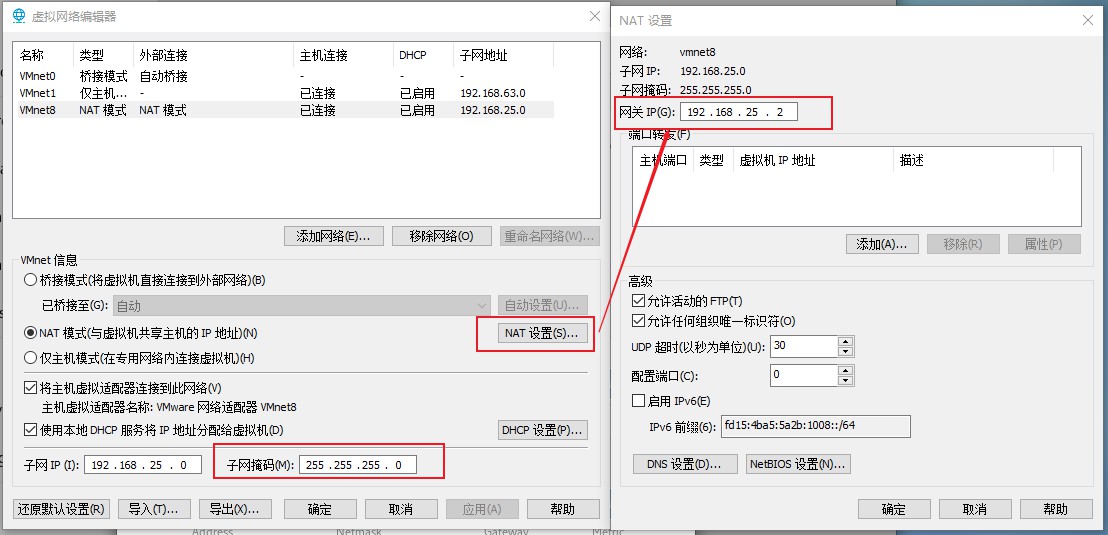 虚拟网络编辑器
名称 类型 外部连接 主机连接 DHCP 子网地址
VMnet0 桥接模式 自动桥接 - - -
VMnet1 仅主机... - 已连接 已启用 192.168.63.0
VMnet8 NAT 模式 NAT 模式 已连接 已启用 192.168.25.0
添加网络(E)... 移除网络(O) 重命名网络(W)...
VMnet 信息
桥接模式(将虚拟机直接连接到外部网络)(B)
已桥接至(G): 自动 自动设置(U)...
NAT 模式(与虚拟机共享主机的 IP 地址)(N) NAT 设置(S)...
仅主机模式(在专用网络内连接虚拟机)(H)
将主机虚拟适配器连接到此网络(V)
主机虚拟适配器名称: VMware 网络适配器 VMnet8
使用本地 DHCP 服务将 IP 地址分配给虚拟机(D) DHCP 设置(P)...
子网 IP (I): 192 . 168 . 25 . 0 子网掩码(M): 255 . 255 . 255 . 0
还原默认设置(R) 导入(T)... 导出(X)... 确定 取消 应用(A) 帮助
Address Netmask Gateway Metric
NAT 设置
网络: vmnet8
子网 IP: 192.168.25.0
子网掩码: 255.255.255.0
网关 IP(G): 192 . 168 . 25 . 2
端口转发(F)
主机端口 类型 虚拟机 IP 地址 描述
添加(A)... 移除(R) 属性(P)
高级
允许活动的 FTP(T)
允许任何组织唯一标识符(O)
UDP 超时(以秒为单位)(U): 30
配置端口(C): 0
启用 IPv6(E)
IPv6 前缀(6): fd15:4ba5:5a2b:1008::/64
DNS 设置(D)... NetBIOS 设置(N)...
确定 取消 帮助